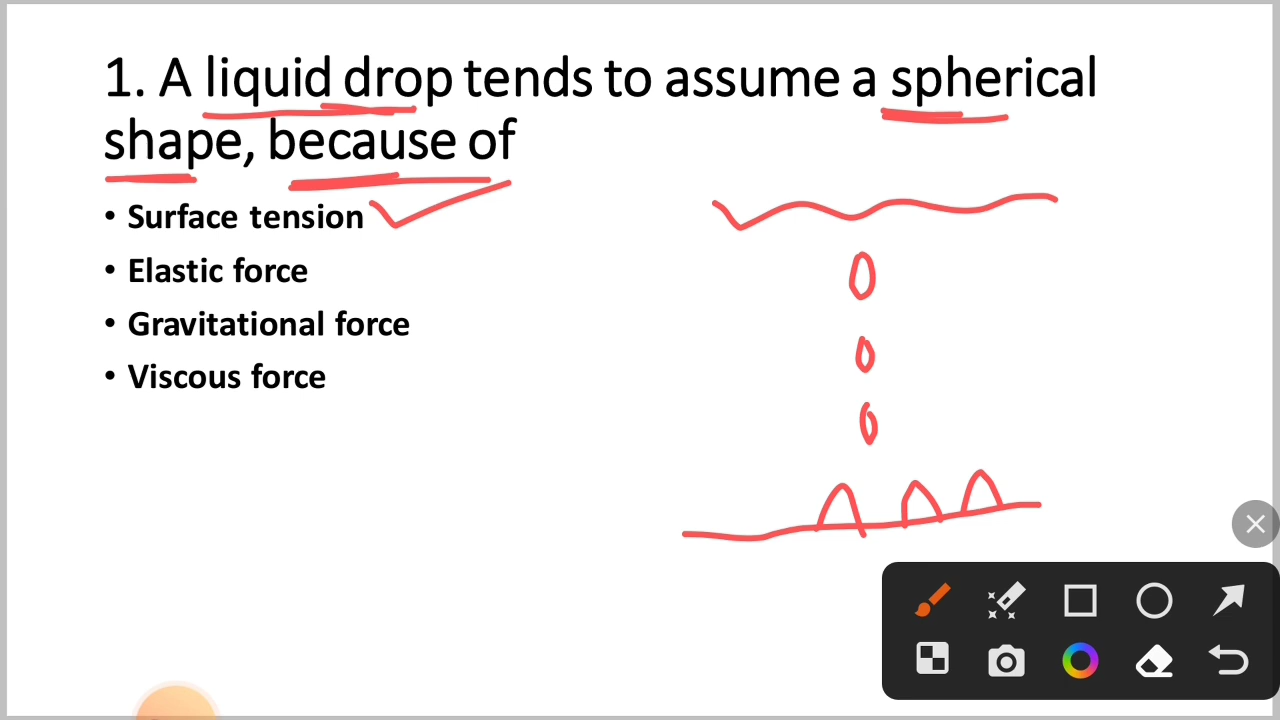 1. A liquid drop tends to assume a spherical
shape, because of
• Surface tension
• Elastic force
• Gravitational force
• Viscous force